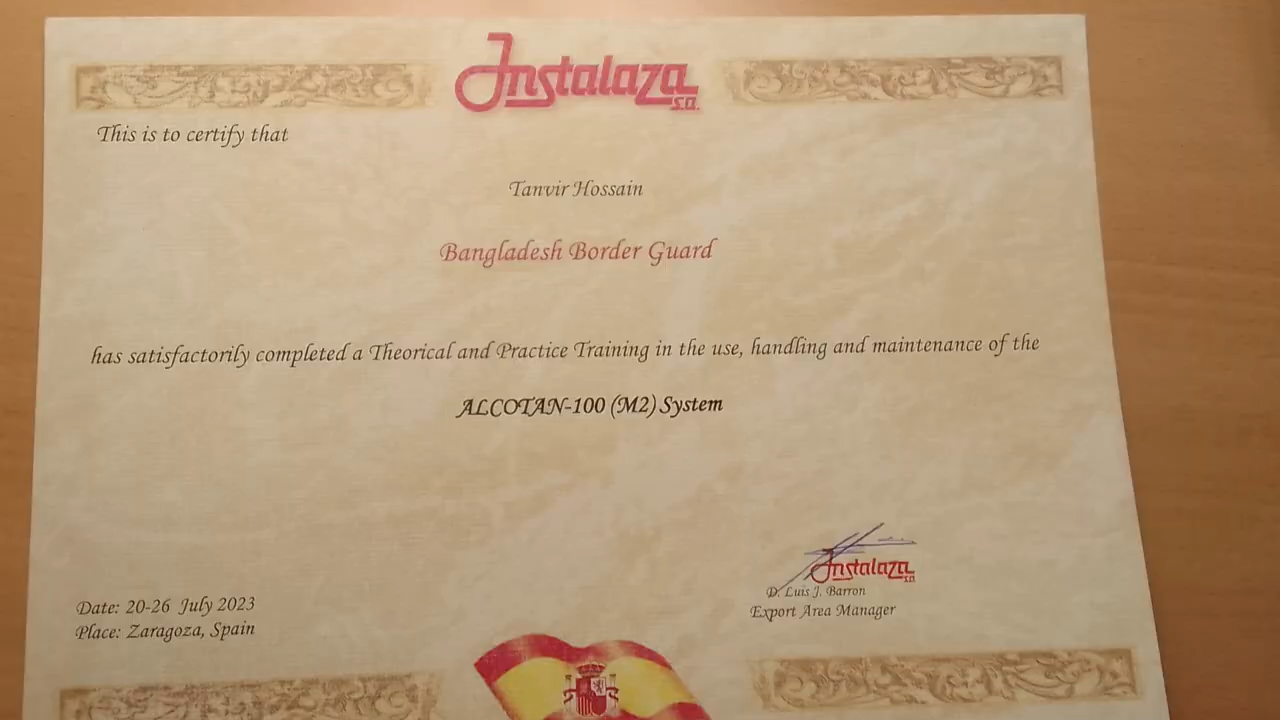 Instalaza s.a.
This is to certify that
Tanvir Hossain
Bangladesh Border Guard
has satisfactorily completed a Theorical and Practice Training in the use, handling and maintenance of the
ALCOTAN-100 (M2) System
Instalaza s.a.
D. Luis J. Barron
Export Area Manager
Date: 20-26 July 2023
Place: Zaragoza, Spain